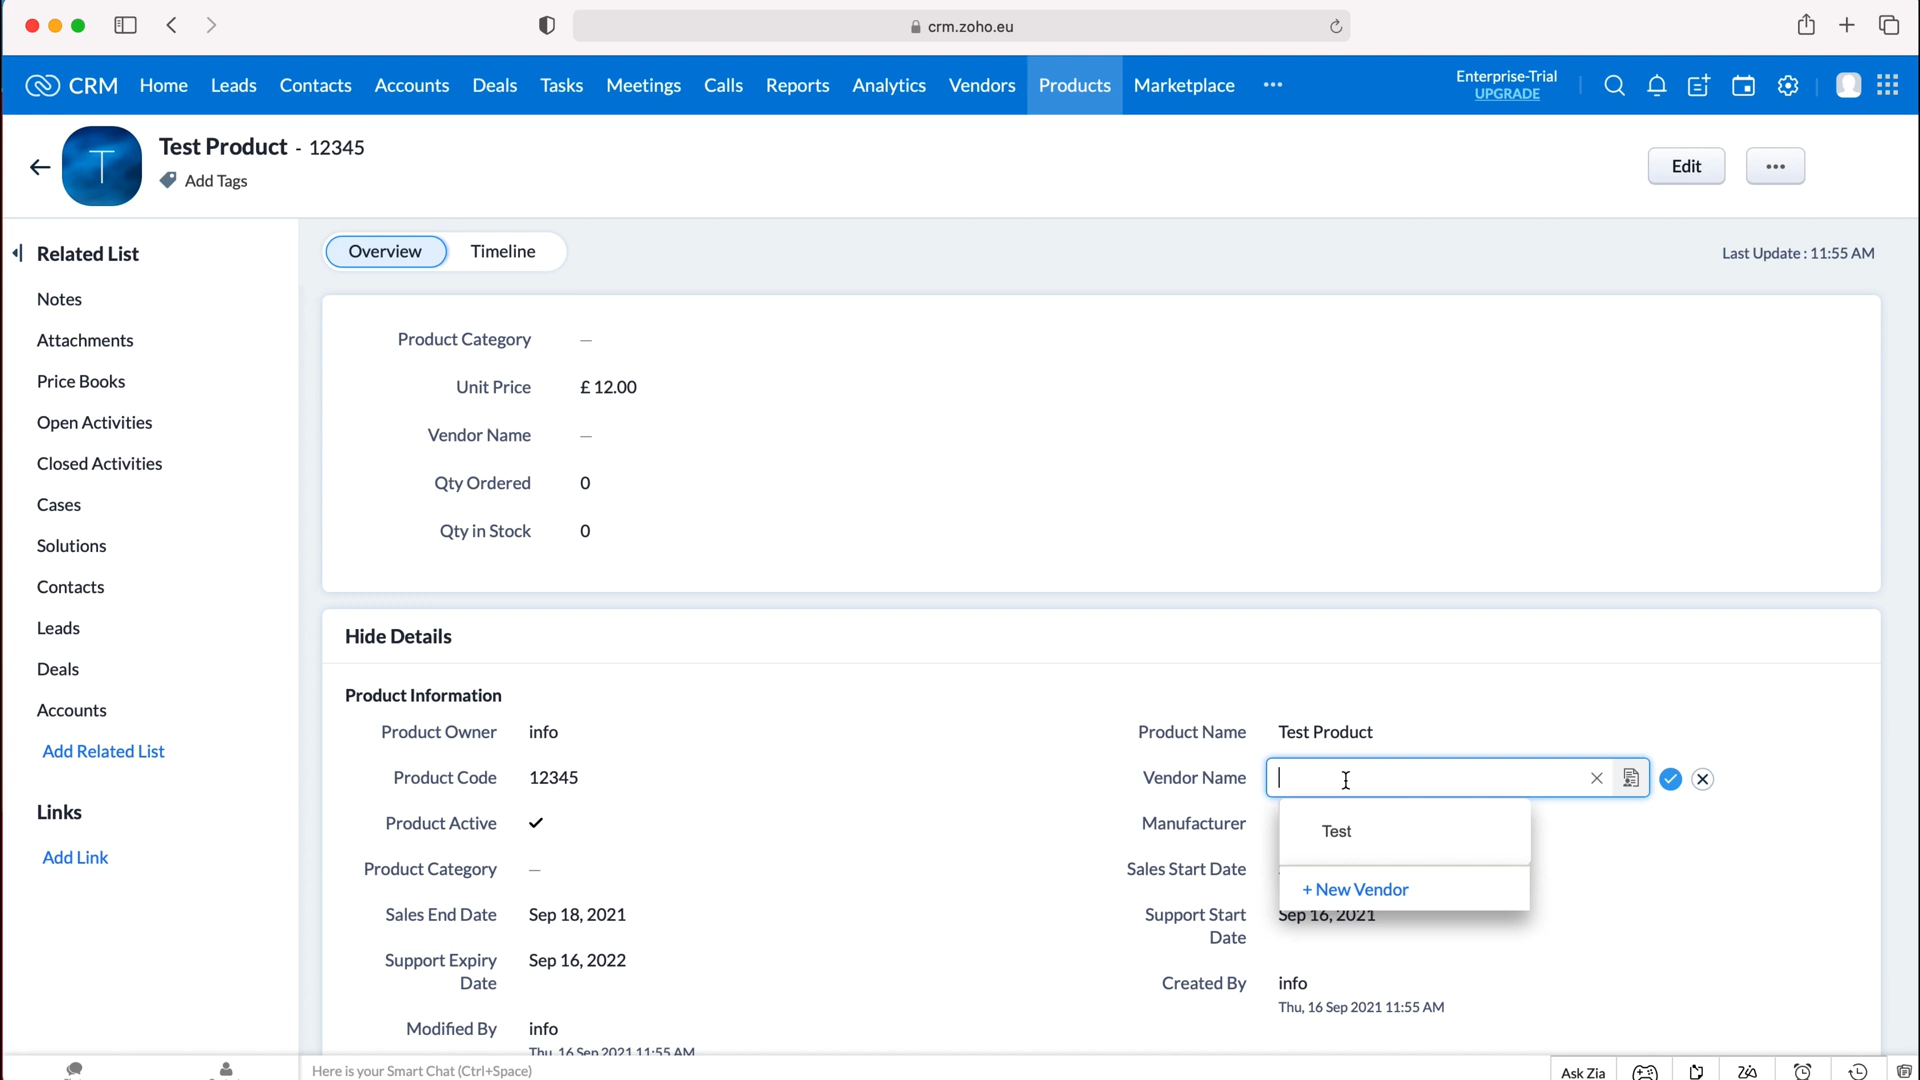 crm.zoho.eu
CRM Home Leads Contacts Accounts Deals Tasks Meetings Calls Reports Analytics Vendors Products Marketplace ••• Enterprise-Trial
UPGRADE
T
Test Product - 12345
Add Tags
Edit •••
Related List
Notes
Attachments
Price Books
Open Activities
Closed Activities
Cases
Solutions
Contacts
Leads
Deals
Accounts
Add Related List
Links
Add Link
Overview Timeline
Last Update : 11:55 AM
Product Category —
Unit Price £ 12.00
Vendor Name —
Qty Ordered 0
Qty in Stock 0
Hide Details
Product Information
Product Owner info
Product Name Test Product
Product Code 12345
Vendor Name
Product Active
Manufacturer
Test
Product Category —
Sales Start Date
+ New Vendor
Sales End Date Sep 18, 2021
Support Start Date Sep 16, 2021
Support Expiry Date Sep 16, 2022
Created By info
Thu, 16 Sep 2021 11:55 AM
Modified By info
Thu, 16 Sep 2021 11:55 AM
Here is your Smart Chat (Ctrl+Space)
Ask Zia